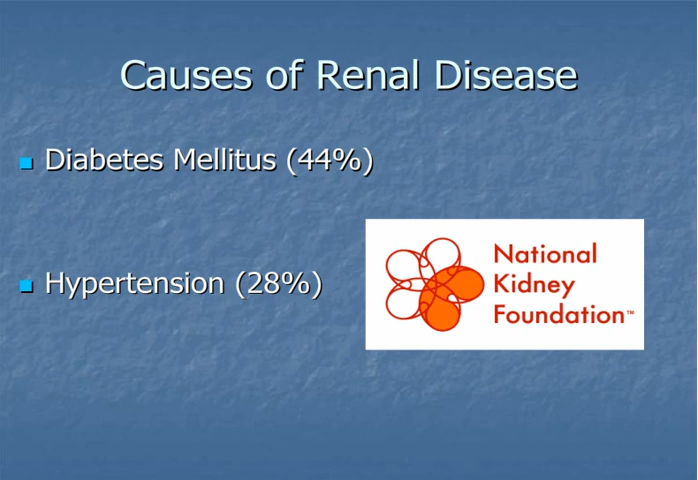 Causes of Renal Disease
Diabetes Mellitus (44%)
Hypertension (28%)
National
Kidney
Foundation™